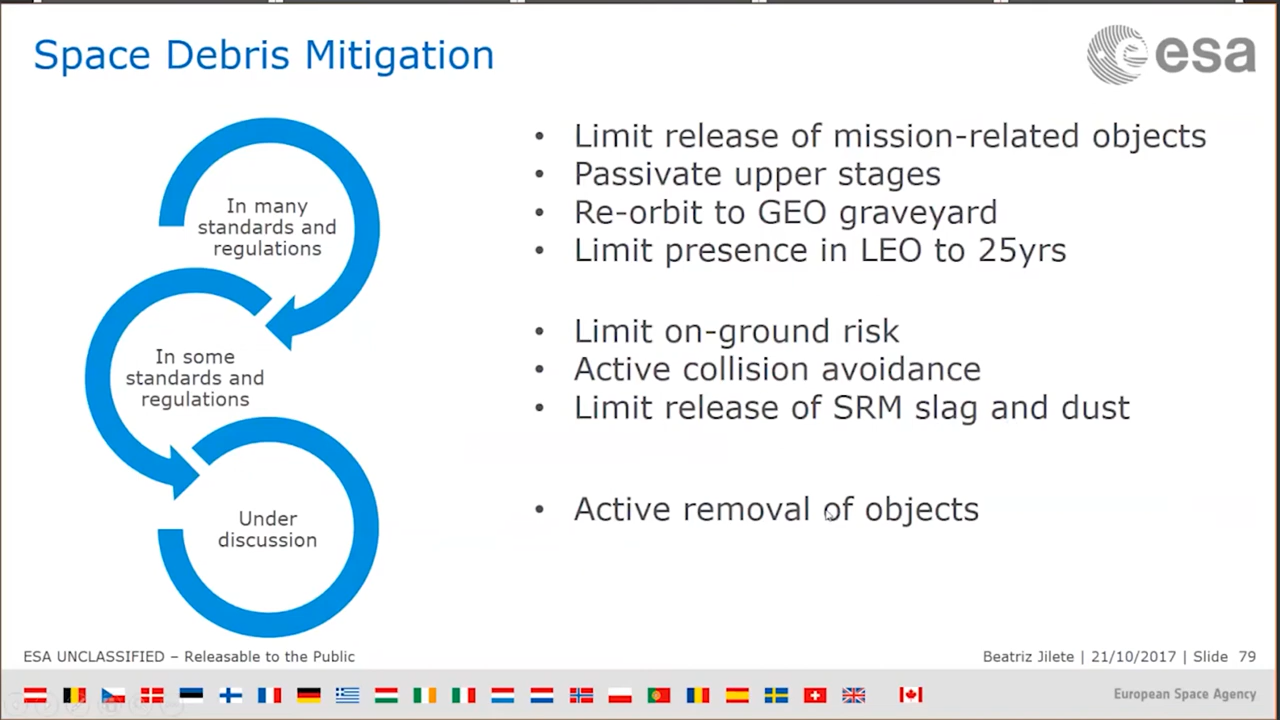 Space Debris Mitigation
esa
In many
standards and
regulations
• Limit release of mission-related objects
• Passivate upper stages
• Re-orbit to GEO graveyard
• Limit presence in LEO to 25yrs
In some
standards and
regulations
• Limit on-ground risk
• Active collision avoidance
• Limit release of SRM slag and dust
Under
discussion
• Active removal of objects
ESA UNCLASSIFIED – Releasable to the Public
Beatriz Jilete | 21/10/2017 | Slide 79
European Space Agency